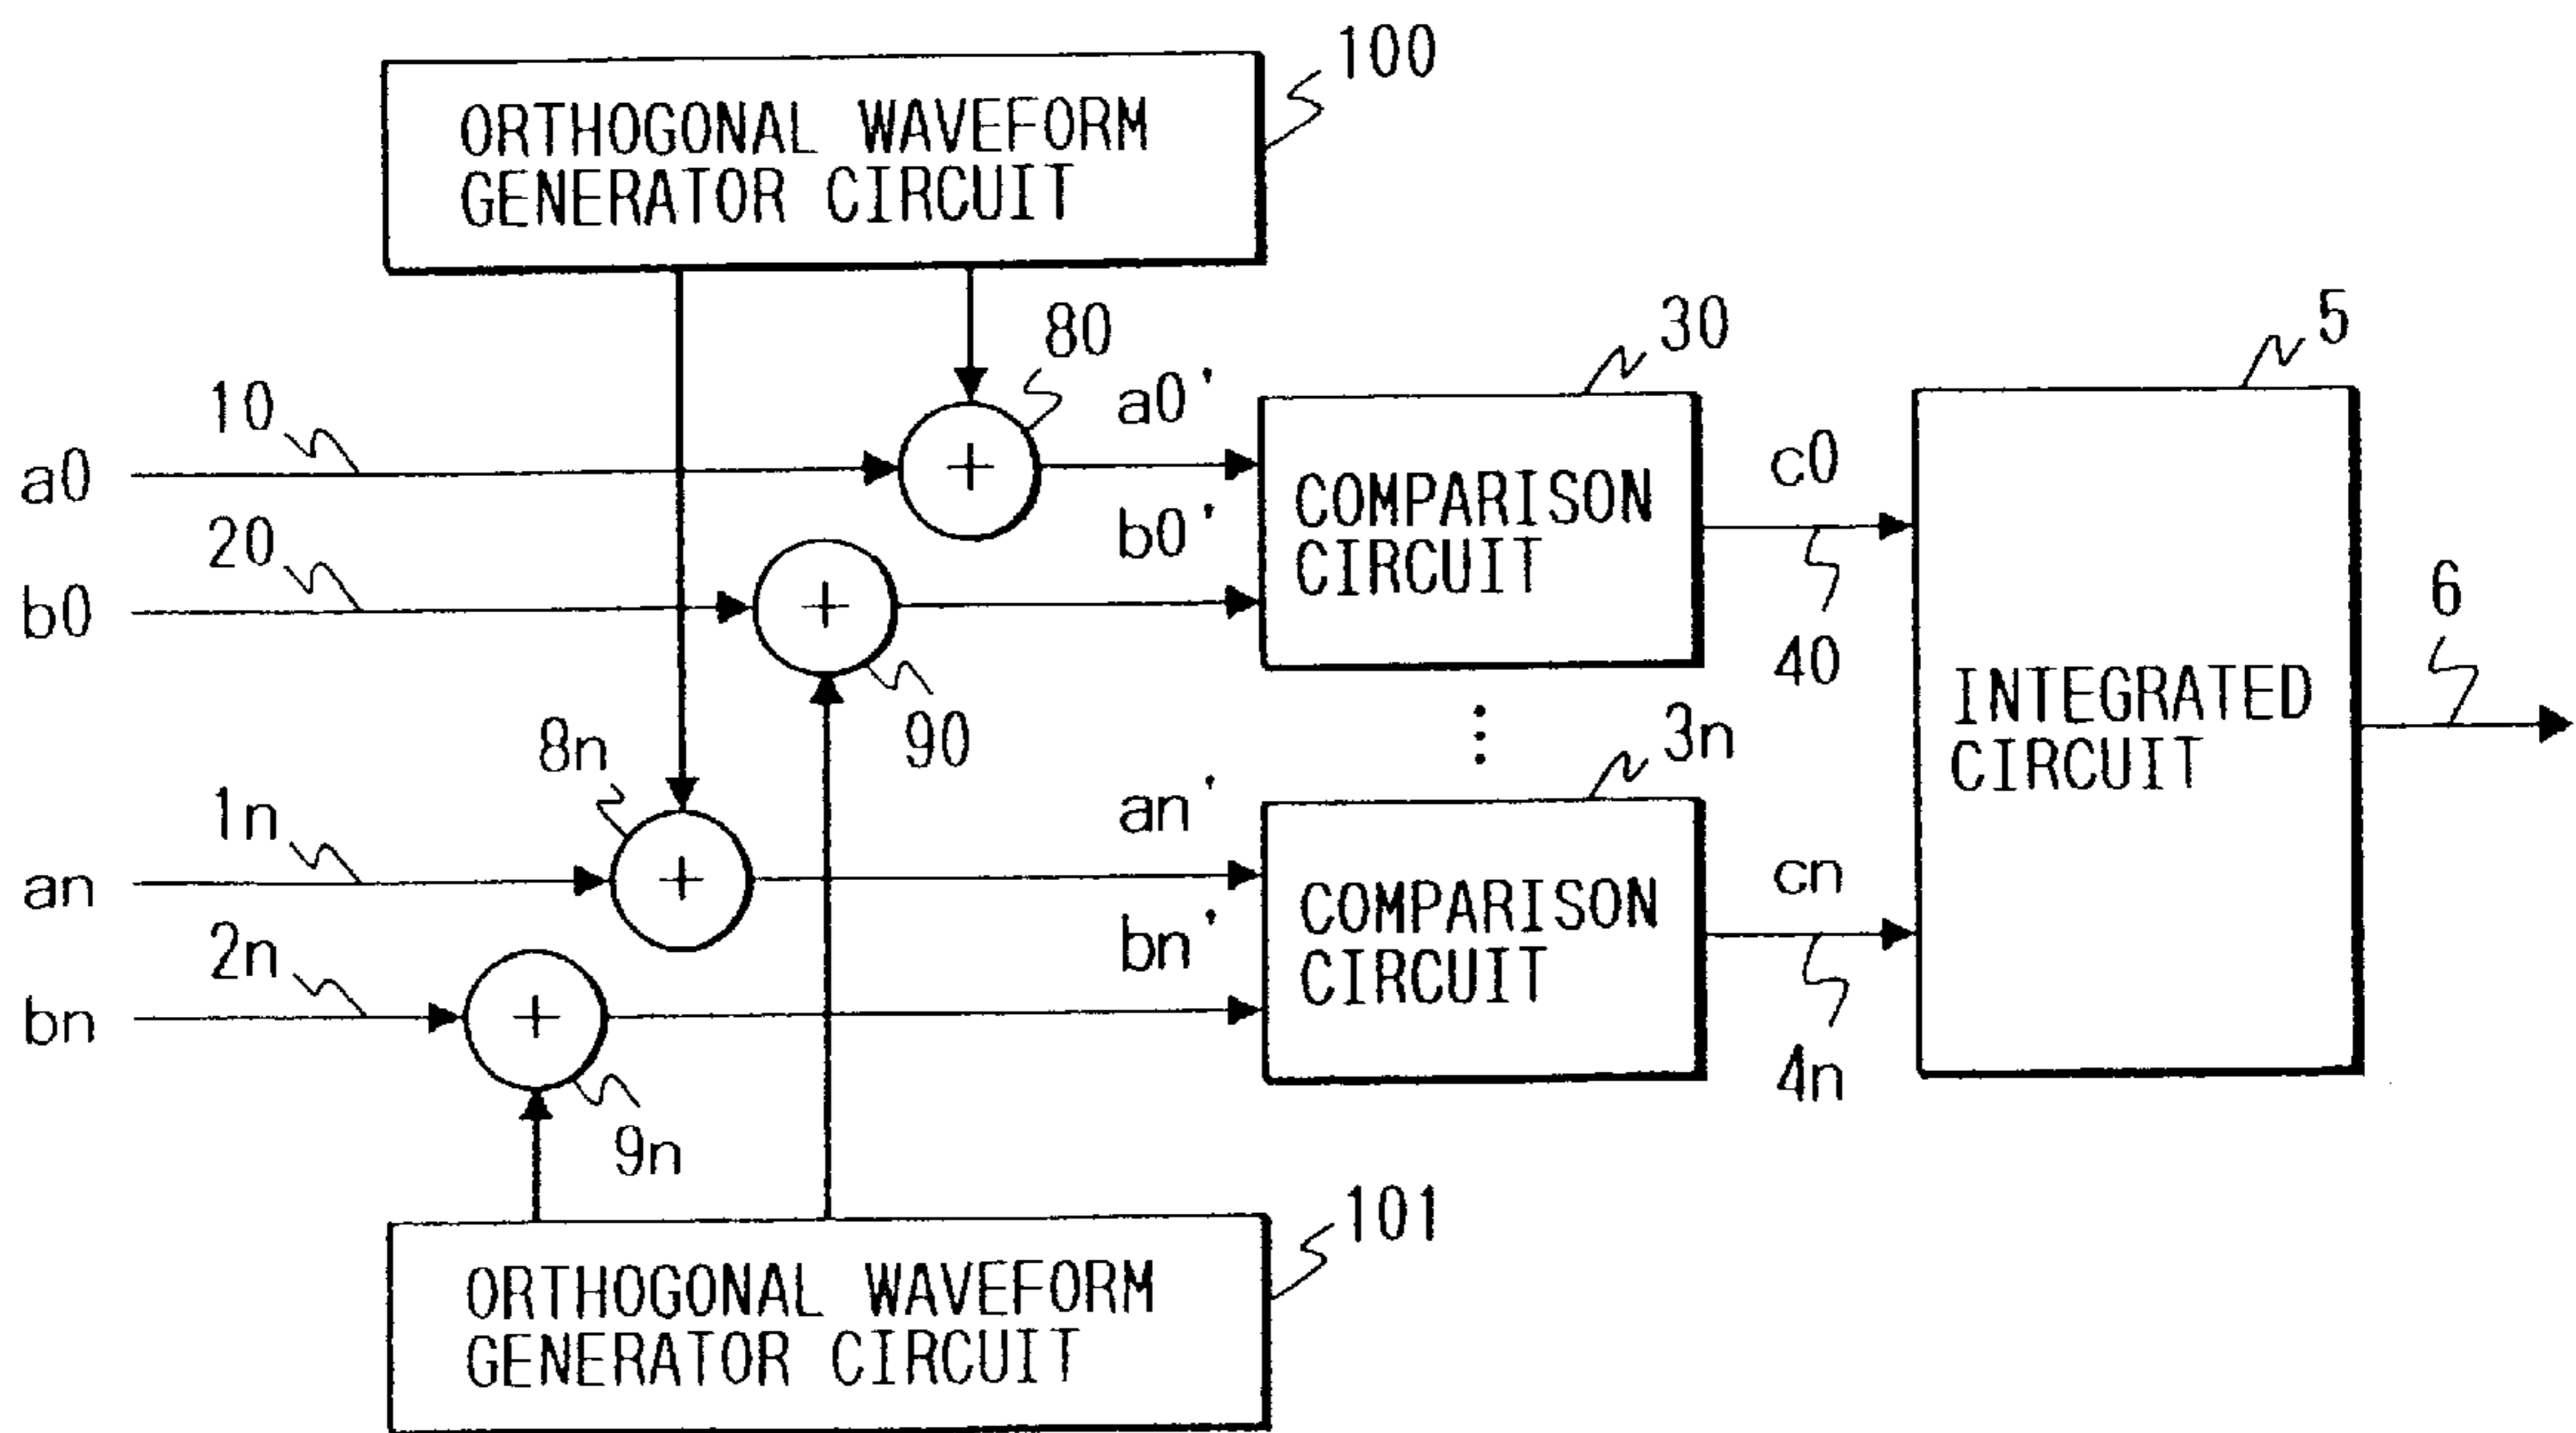 100
ORTHOGONAL WAVEFORM
GENERATOR CIRCUIT
80
30
5
10
a0'
a0
+
c0
COMPARISON
CIRCUIT
20
b0'
b0
+
40
6
90
INTEGRATED
CIRCUIT
8n
⋮
3n
1n
an'
an
+
cn
COMPARISON
CIRCUIT
2n
bn'
bn
+
4n
9n
101
ORTHOGONAL WAVEFORM
GENERATOR CIRCUIT